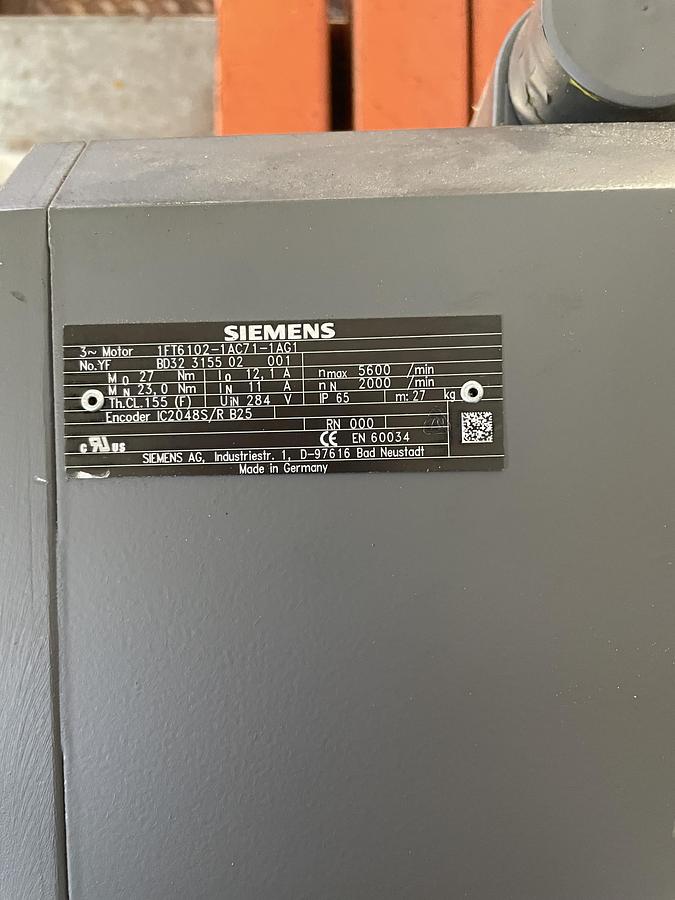 SIEMENS
3~ Motor 1FT6102-1AC71-1AG1
No.YF BD32 3155 02 001
M0 27 Nm I0 12,1 A nmax 5600 /min
MN 23,0 Nm IN 11 A nN 2000 /min
Th.CL.155 (F) UiN 284 V IP 65 m: 27 kg
Encoder IC2048S/R B25
RN 000
c RU US CE EN 60034
SIEMENS AG, Industriestr. 1, D-97616 Bad Neustadt
Made in Germany